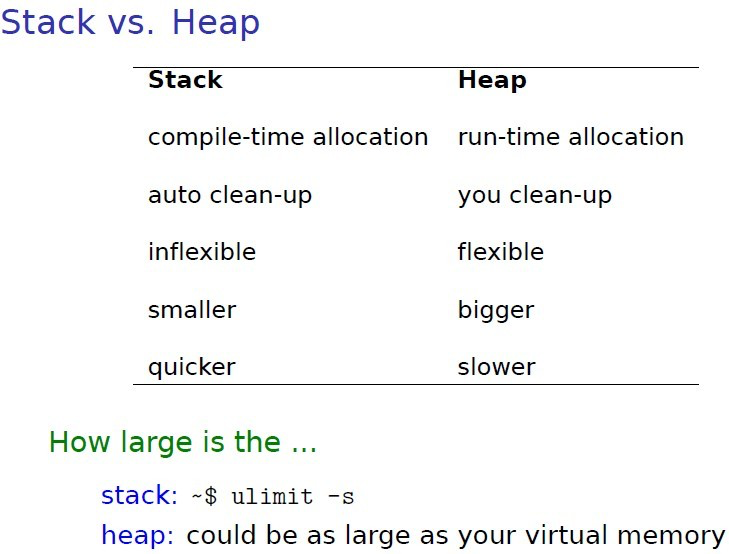 Stack vs. Heap
Stack Heap
compile-time allocation run-time allocation
auto clean-up you clean-up
inflexible flexible
smaller bigger
quicker slower
How large is the ...
stack: ~$ ulimit -s
heap: could be as large as your virtual memory